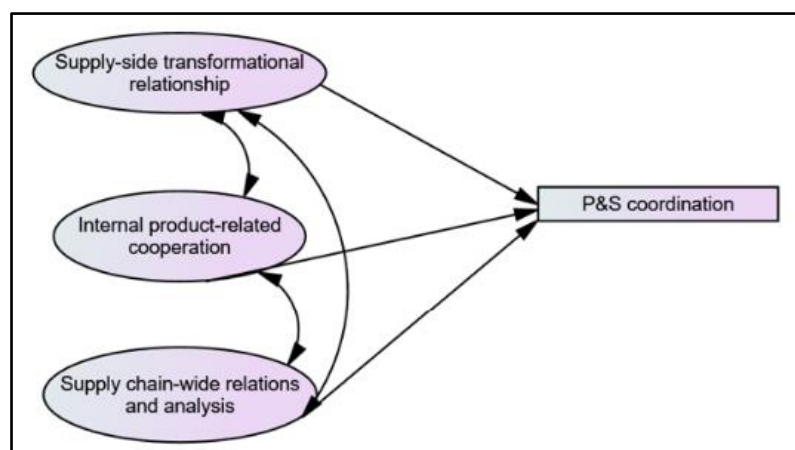 Supply-side transformational
relationship
P&S coordination
Internal product-related
cooperation
Supply chain-wide relations
and analysis